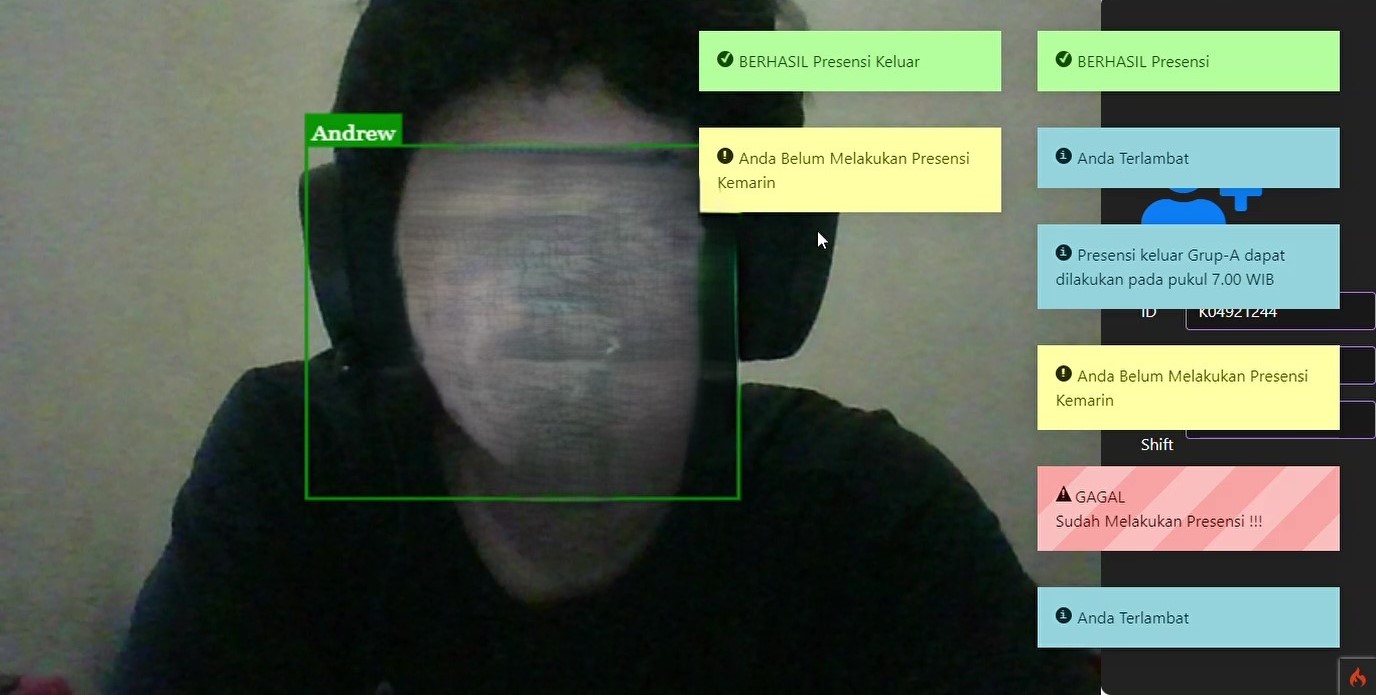 Andrew
BERHASIL Presensi Keluar
Anda Belum Melakukan Presensi
Kemarin
BERHASIL Presensi
Anda Terlambat
Presensi keluar Grup-A dapat
dilakukan pada pukul 7.00 WIB
ID
K04921244
Anda Belum Melakukan Presensi
Kemarin
Shift
GAGAL
Sudah Melakukan Presensi !!!
Anda Terlambat